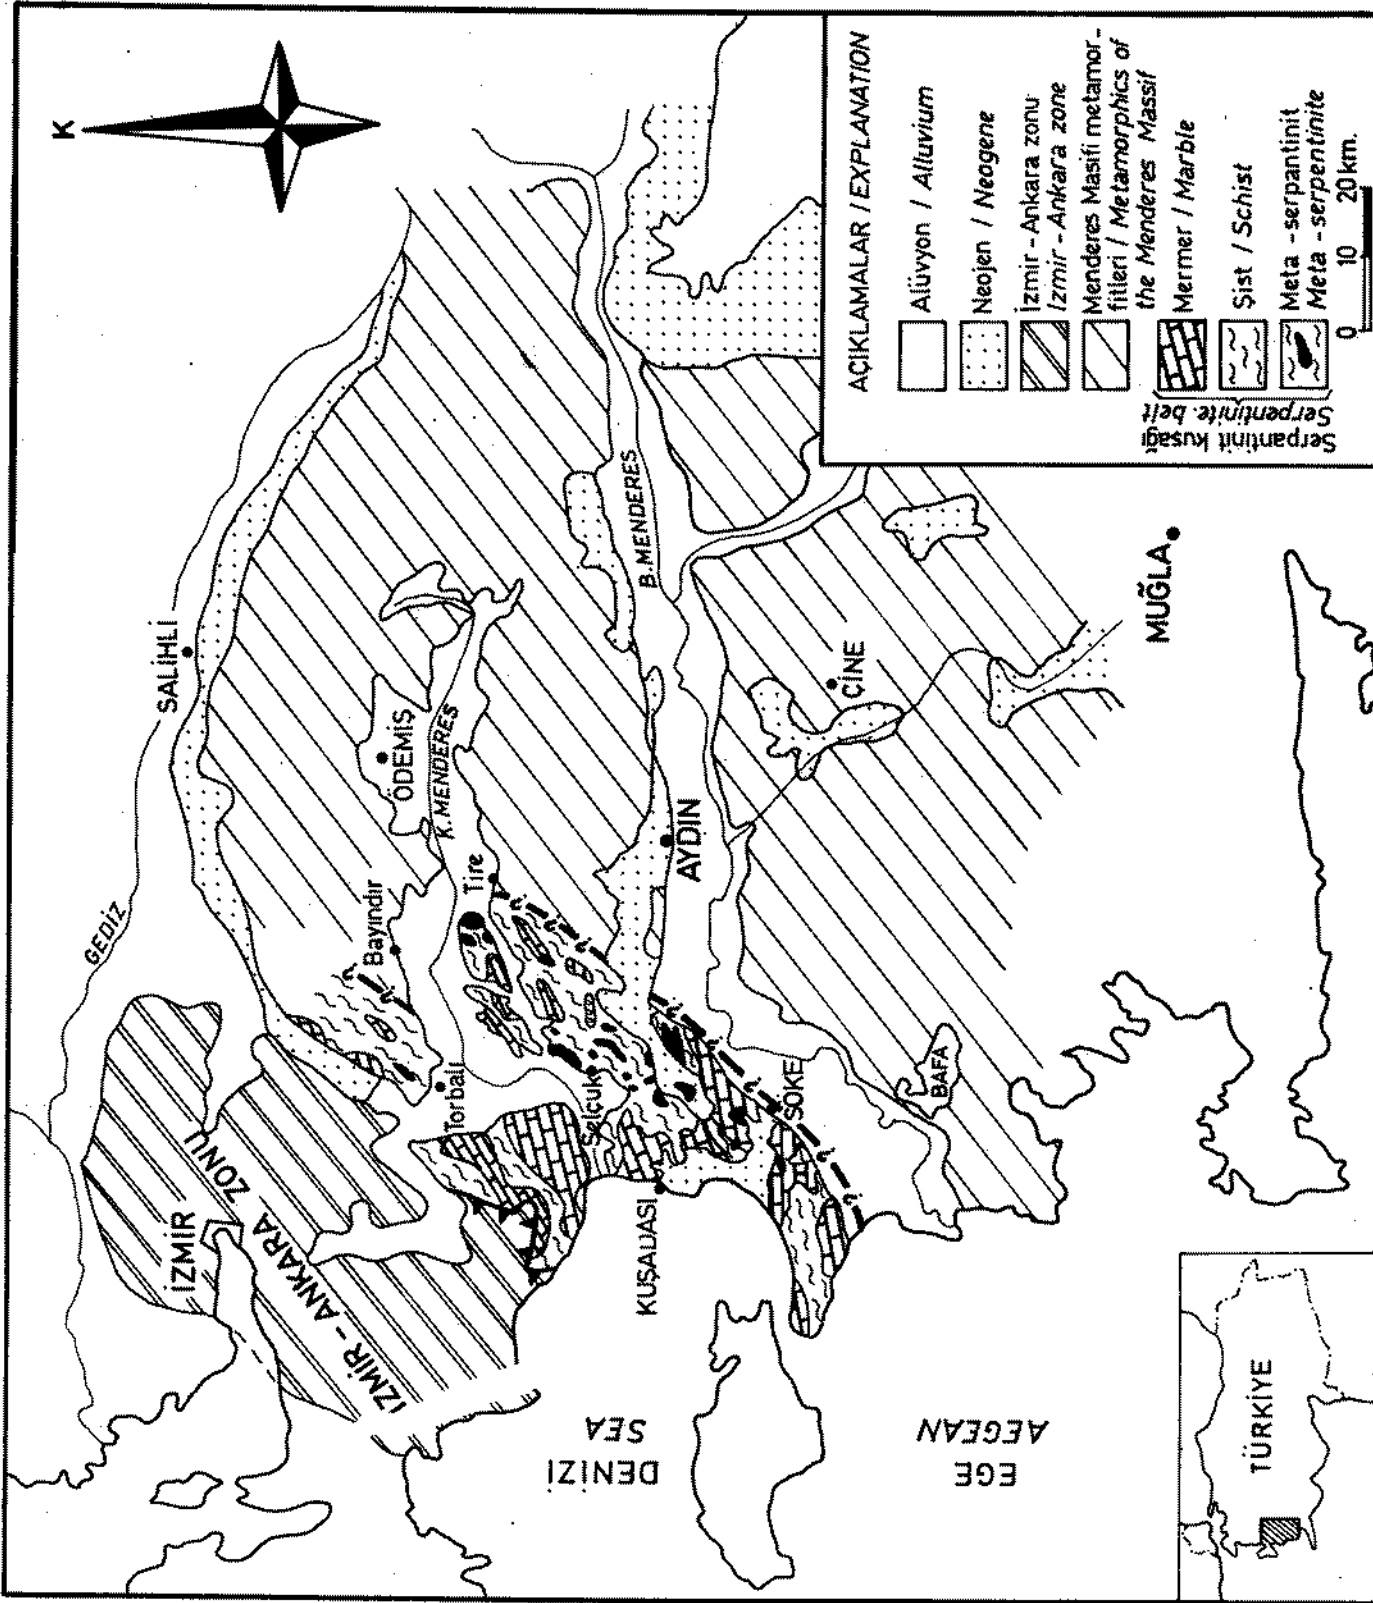 K
SALİHLİ
GEDİZ
ÖDEMİŞ
K. MENDERES
Bayındır
Tire
B. MENDERES
İZMİR
İZMİR - ANKARA ZONU
Torbalı
Selçuk
AYDIN
ÇİNE
KUŞADASI
SÖKE
BAFA
MUĞLA
EGE
DENİZİ
AEGEAN
SEA
TÜRKİYE
AÇIKLAMALAR / EXPLANATION
Alüvyon / Alluvium
Neojen / Neogene
İzmir - Ankara zonu
Izmir - Ankara zone
Menderes Masifi metamor-
fitleri / Metamorphics of
the Menderes Massif
Serpantinit kuşağı
Serpentinite belt
Mermer / Marble
Şist / Schist
Meta - serpantinit
Meta - serpentinite
0 10 20 km.
? ? ? ? ? ? ? ? ?